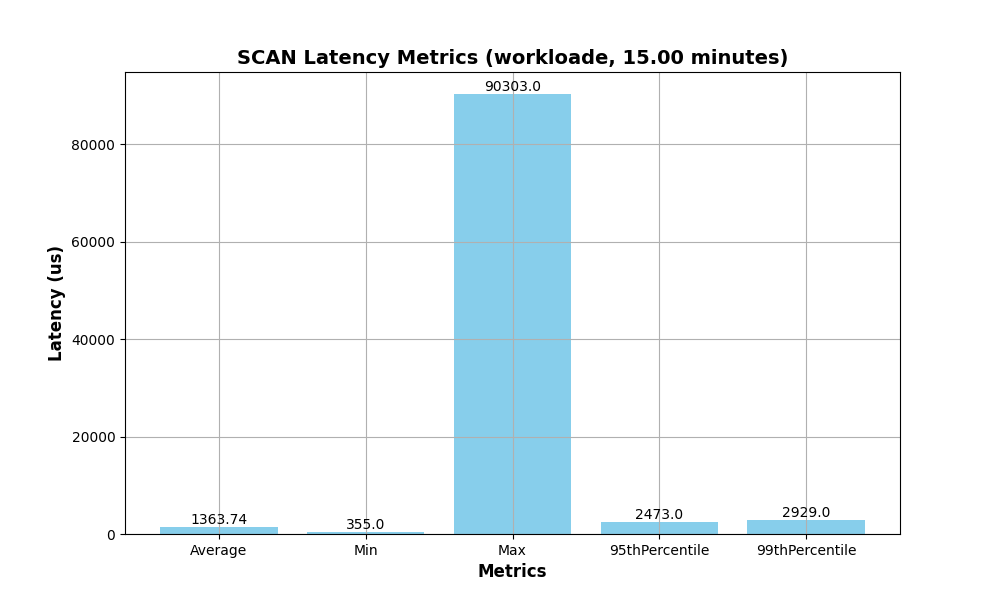 SCAN Latency Metrics (workloade, 15.00 minutes)
90303.0
80000
60000
Latency (us)
40000
20000
1363.74
355.0
2473.0
2929.0
0
Average
Min
Max
95thPercentile
99thPercentile
Metrics